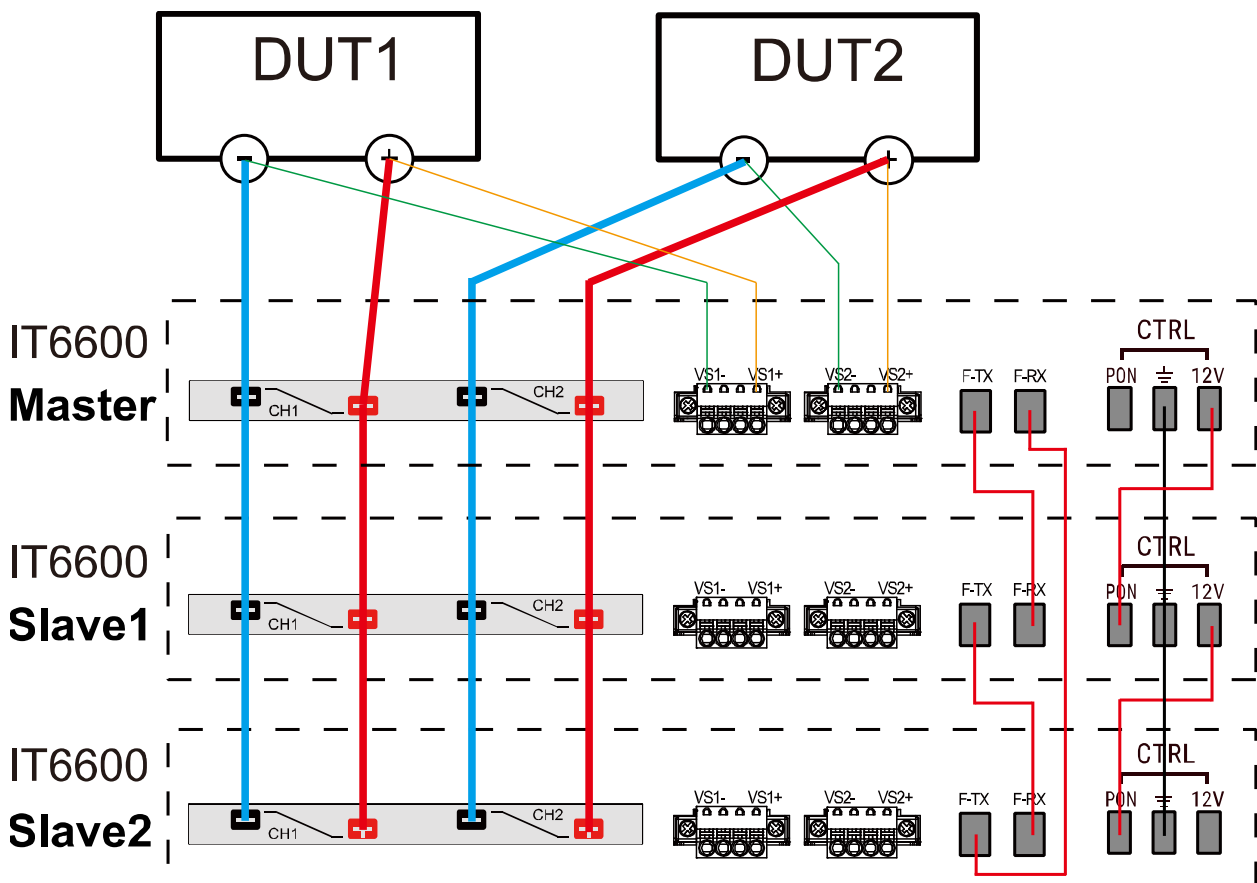 DUT1 DUT2
- + - +
IT6600
Master
CH1 CH2
VS1- VS1+ VS2- VS2+
F-TX F-RX
CTRL
PON 12V
IT6600
Slave1
CH1 CH2
VS1- VS1+ VS2- VS2+
F-TX F-RX
CTRL
PON 12V
IT6600
Slave2
CH1 CH2
VS1- VS1+ VS2- VS2+
F-TX F-RX
CTRL
PON 12V